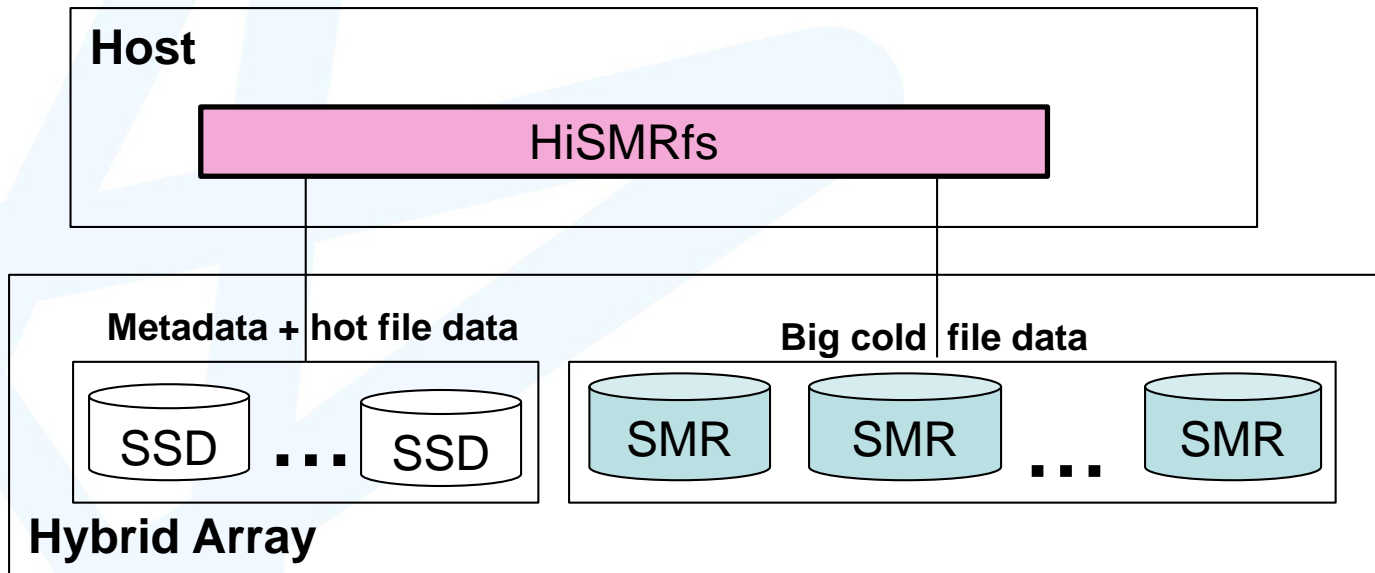 Host
HiSMRfs
Metadata + hot file data
Big cold file data
SSD ... SSD
SMR SMR ... SMR
Hybrid Array